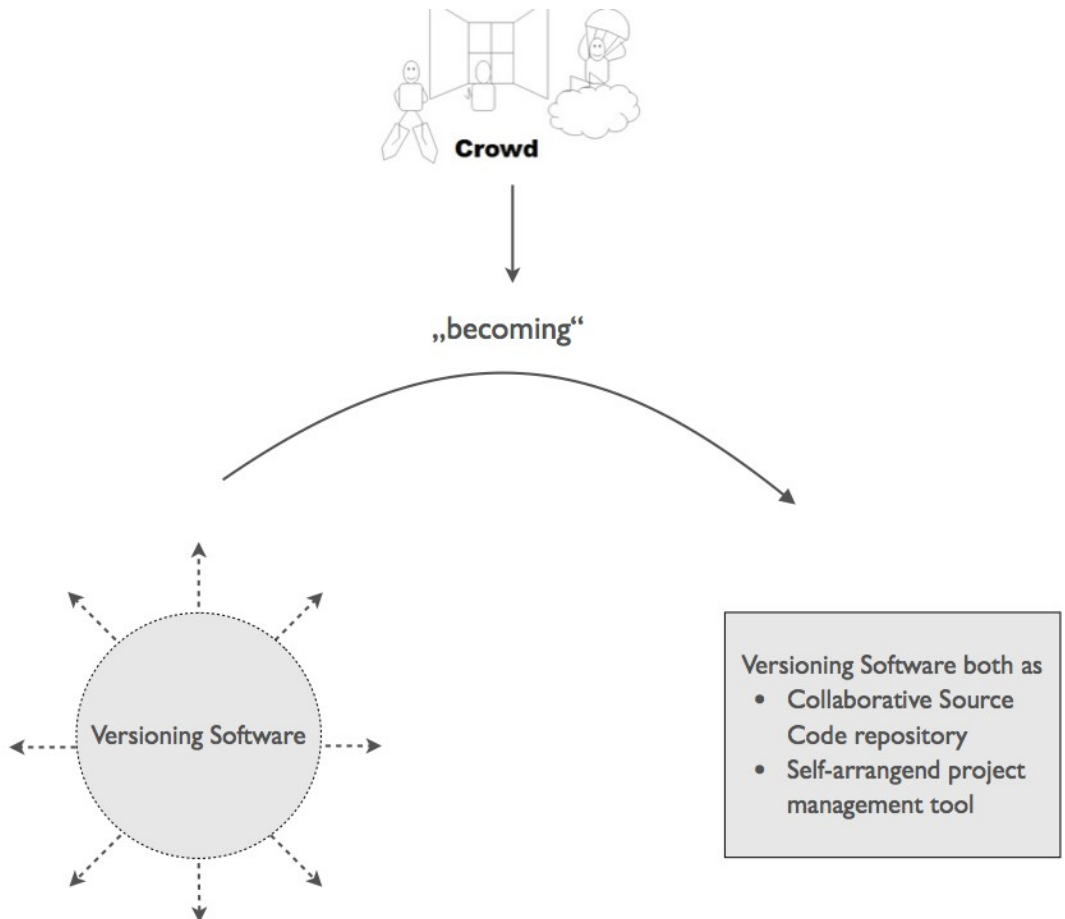 Crowd
„becoming“
Versioning Software
Versioning Software both as
• Collaborative Source
Code repository
• Self-arrangend project
management tool